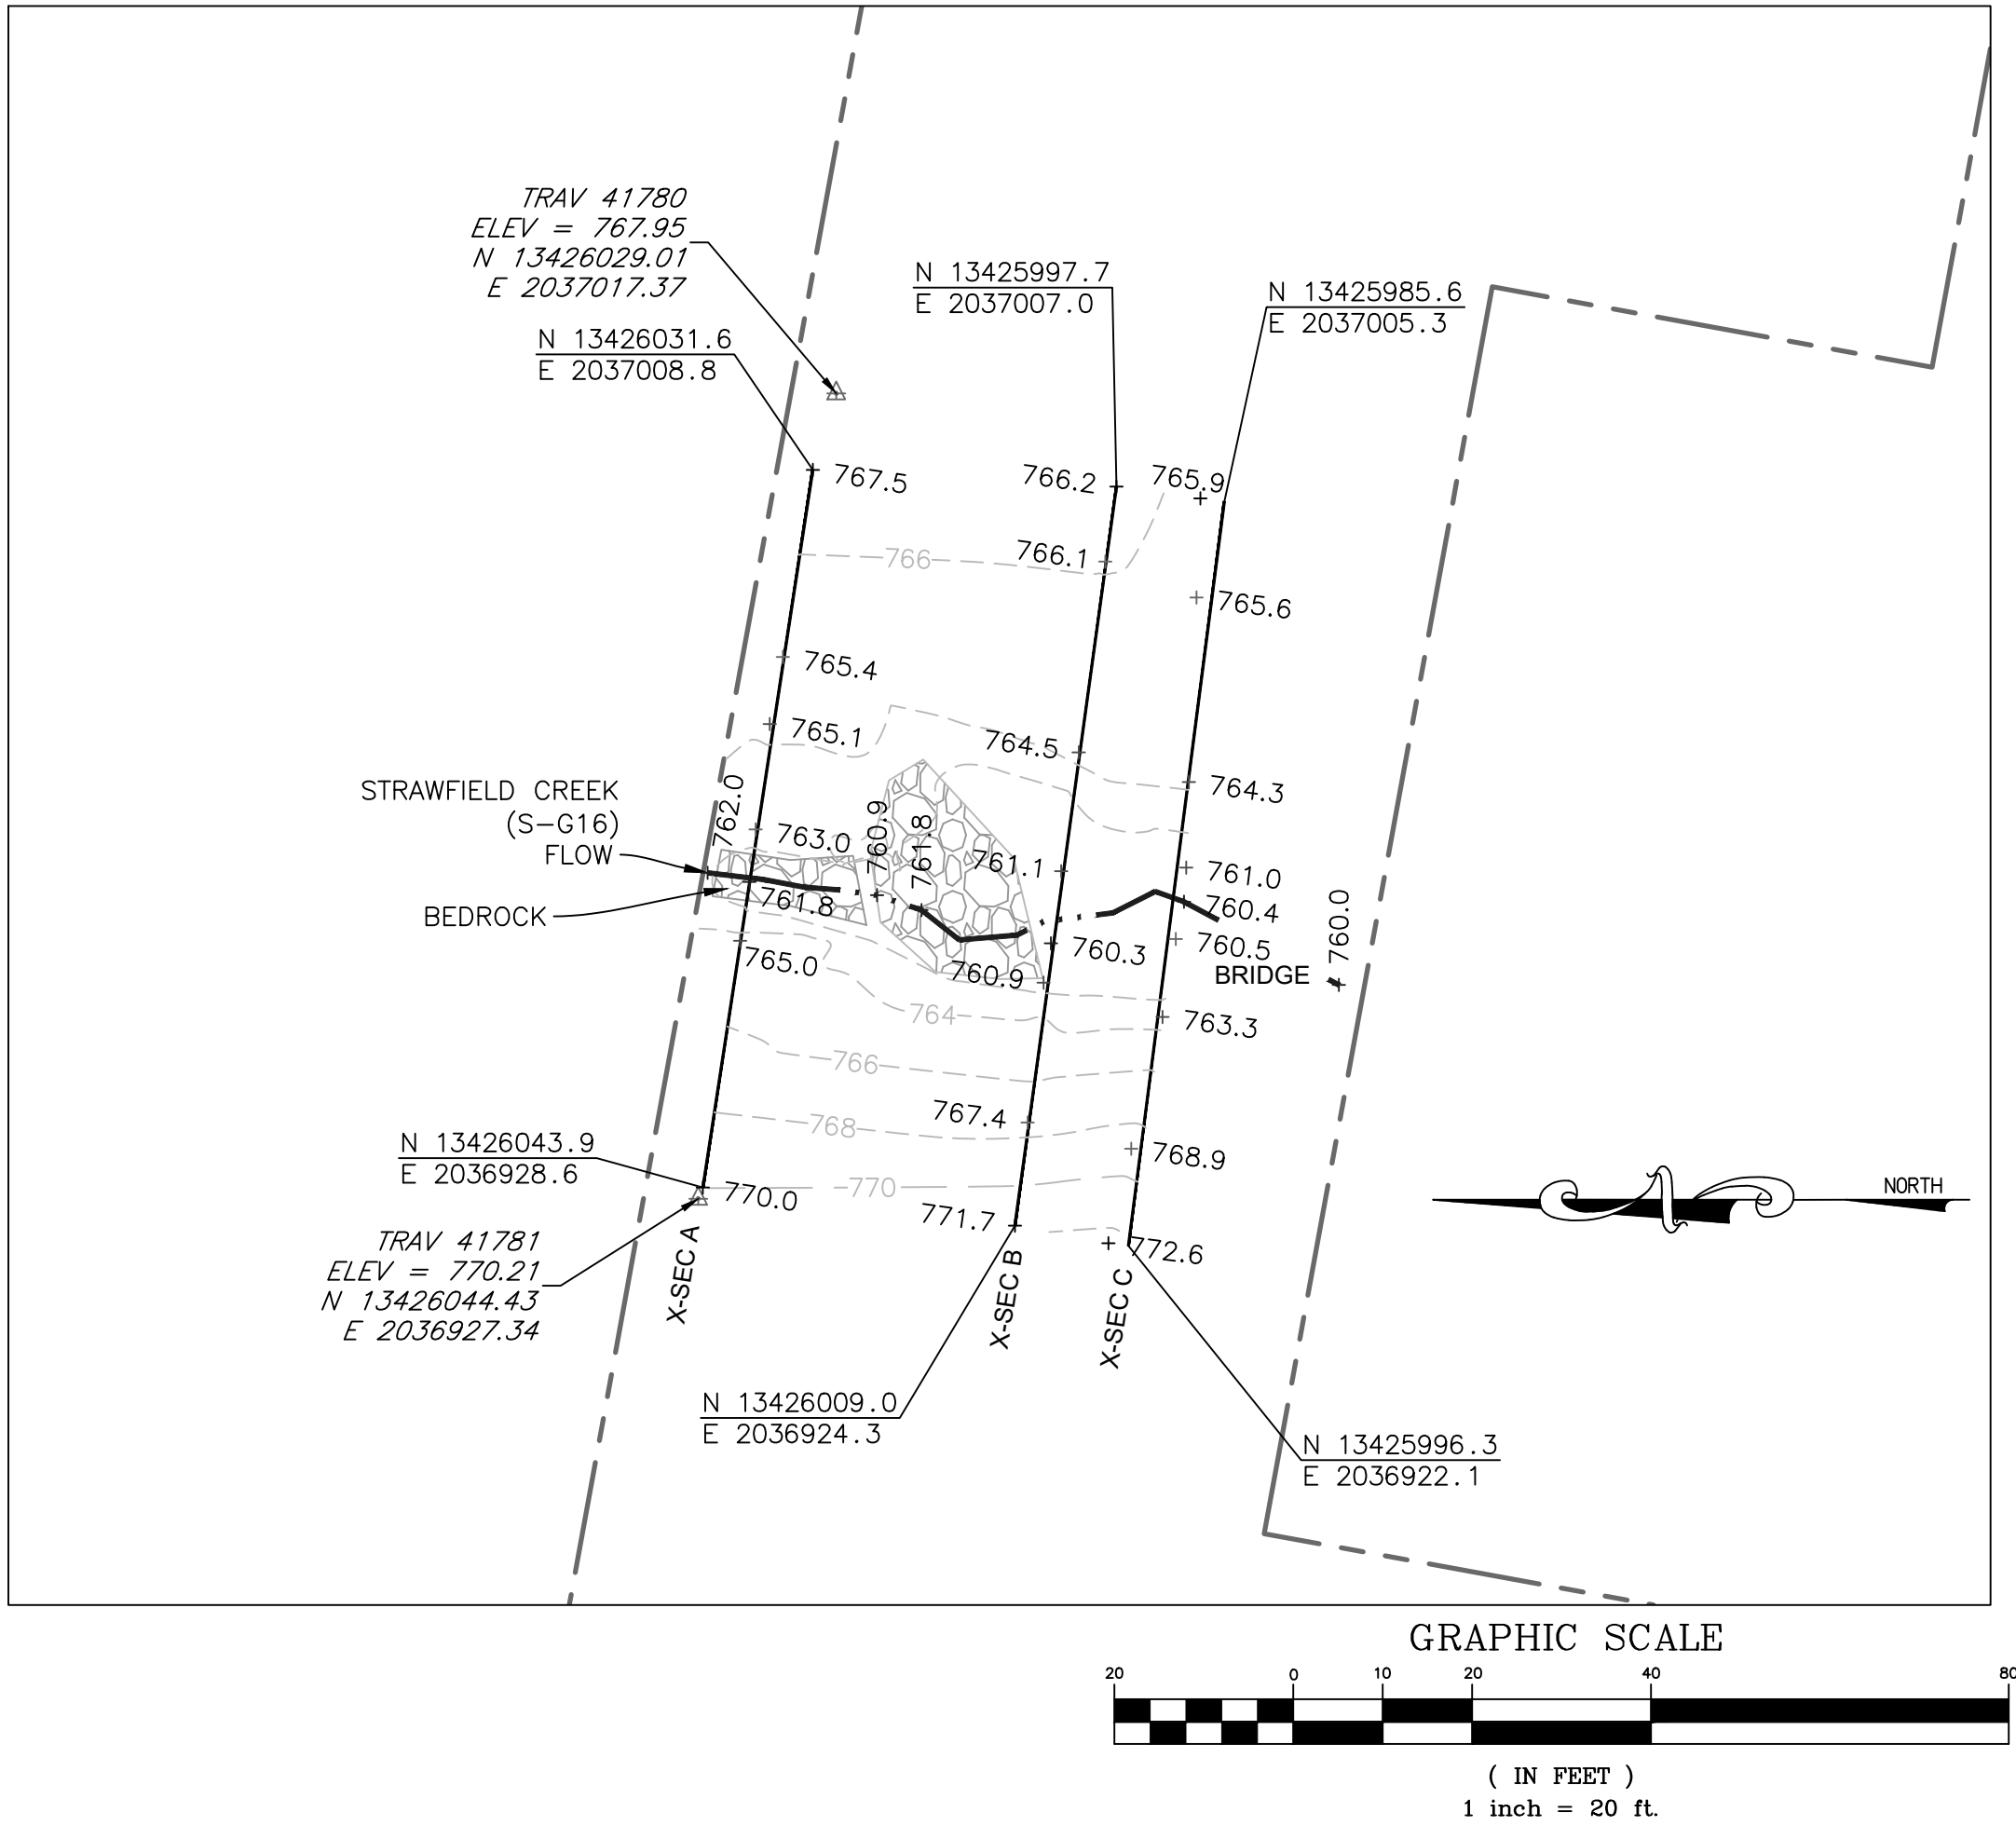 TRAV 41780
ELEV = 767.95
N 13426029.01
E 2037017.37
N 13426031.6
E 2037008.8
N 13425997.7
E 2037007.0
N 13425985.6
E 2037005.3
767.5
766.2
765.9
766
766.1
765.6
765.4
765.1
764.5
764.3
STRAWFIELD CREEK
(S-G16)
FLOW
BEDROCK
762.0
763.0
760.9
761.8
761.1
761.0
761.8
760.4
765.0
760.9
760.3
760.5
BRIDGE
760.0
764
763.3
766
768
767.4
768.9
N 13426043.9
E 2036928.6
770.0
770
771.7
772.6
TRAV 41781
ELEV = 770.21
N 13426044.43
E 2036927.34
X-SEC A
X-SEC B
X-SEC C
NORTH
N 13426009.0
E 2036924.3
N 13425996.3
E 2036922.1
GRAPHIC SCALE
20 0 10 20 40 80
( IN FEET )
1 inch = 20 ft.